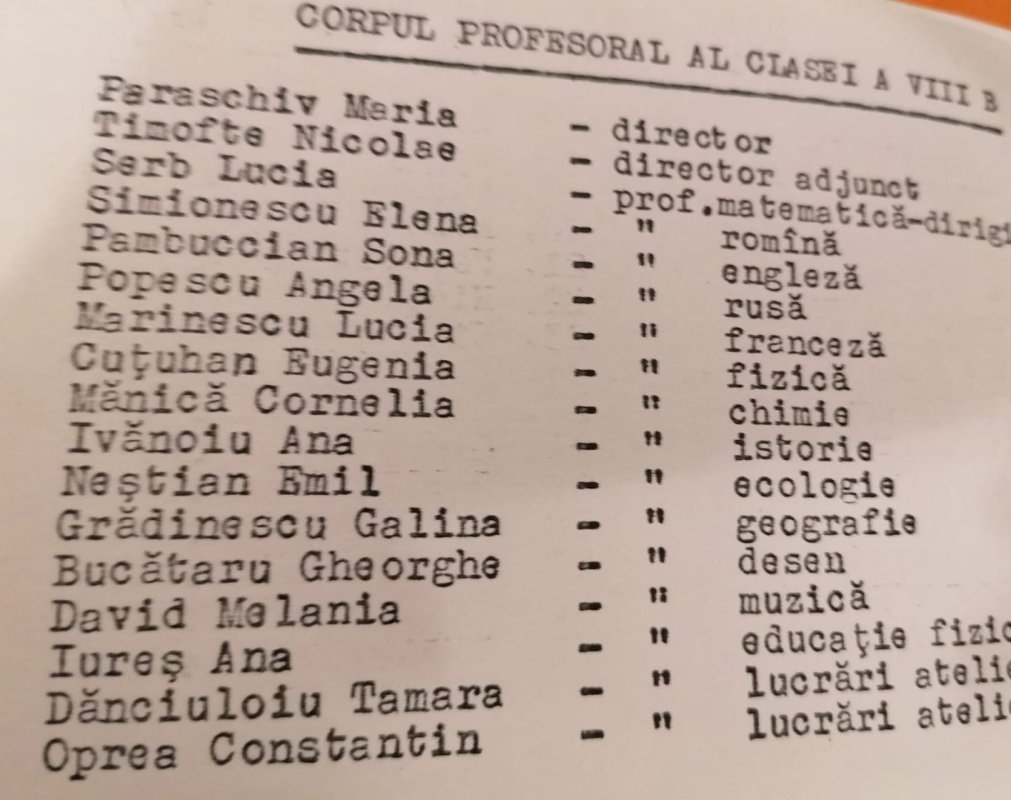 CORPUL PROFESORAL AL CLASEI A VIII B
Paraschiv Maria - director
Timofte Nicolae - director adjunct
Serb Lucia - prof.matematică-dirigi
Simionescu Elena - " romînă
Pambuccian Sona - " engleză
Popescu Angela - " rusă
Marinescu Lucia - " franceză
Cuţuhan Eugenia - " fizică
Mănică Cornelia - " chimie
Ivănoiu Ana - " istorie
Neştian Emil - " ecologie
Grădinescu Galina - " geografie
Bucătaru Gheorghe - " desen
David Melania - " muzică
Iureş Ana - " educaţie fizic
Dănciuloiu Tamara - " lucrări atelie
Oprea Constantin - " lucrări atelie